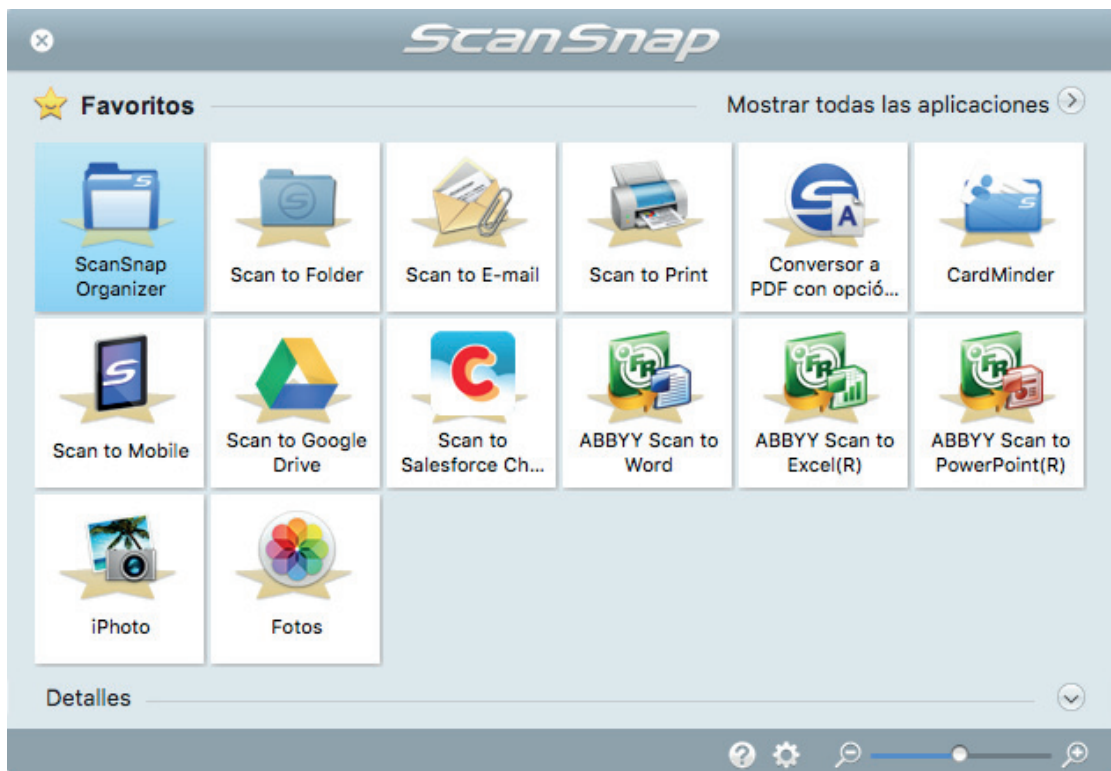 ScanSnap
Favoritos
Mostrar todas las aplicaciones
ScanSnap
Organizer
Scan to Folder
Scan to E-mail
Scan to Print
Conversor a
PDF con opció...
CardMinder
Scan to Mobile
Scan to Google
Drive
Scan to
Salesforce Ch...
ABBYY Scan to
Word
ABBYY Scan to
Excel(R)
ABBYY Scan to
PowerPoint(R)
iPhoto
Fotos
Detalles